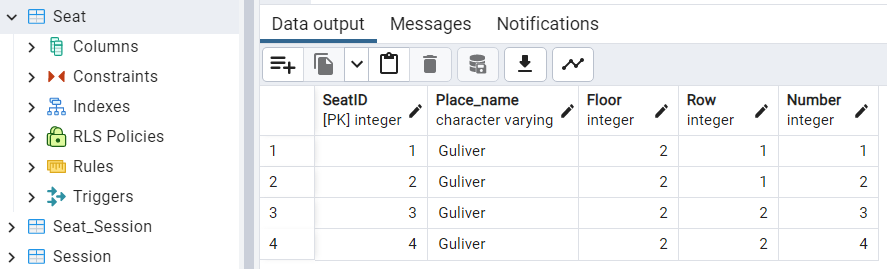 Seat
Columns
Constraints
Indexes
RLS Policies
Rules
Triggers
Seat_Session
Session
Data output Messages Notifications
SeatID Place_name Floor Row Number
[PK] integer character varying integer integer integer
1 1 Guliver 2 1 1
2 2 Guliver 2 1 2
3 3 Guliver 2 2 3
4 4 Guliver 2 2 4